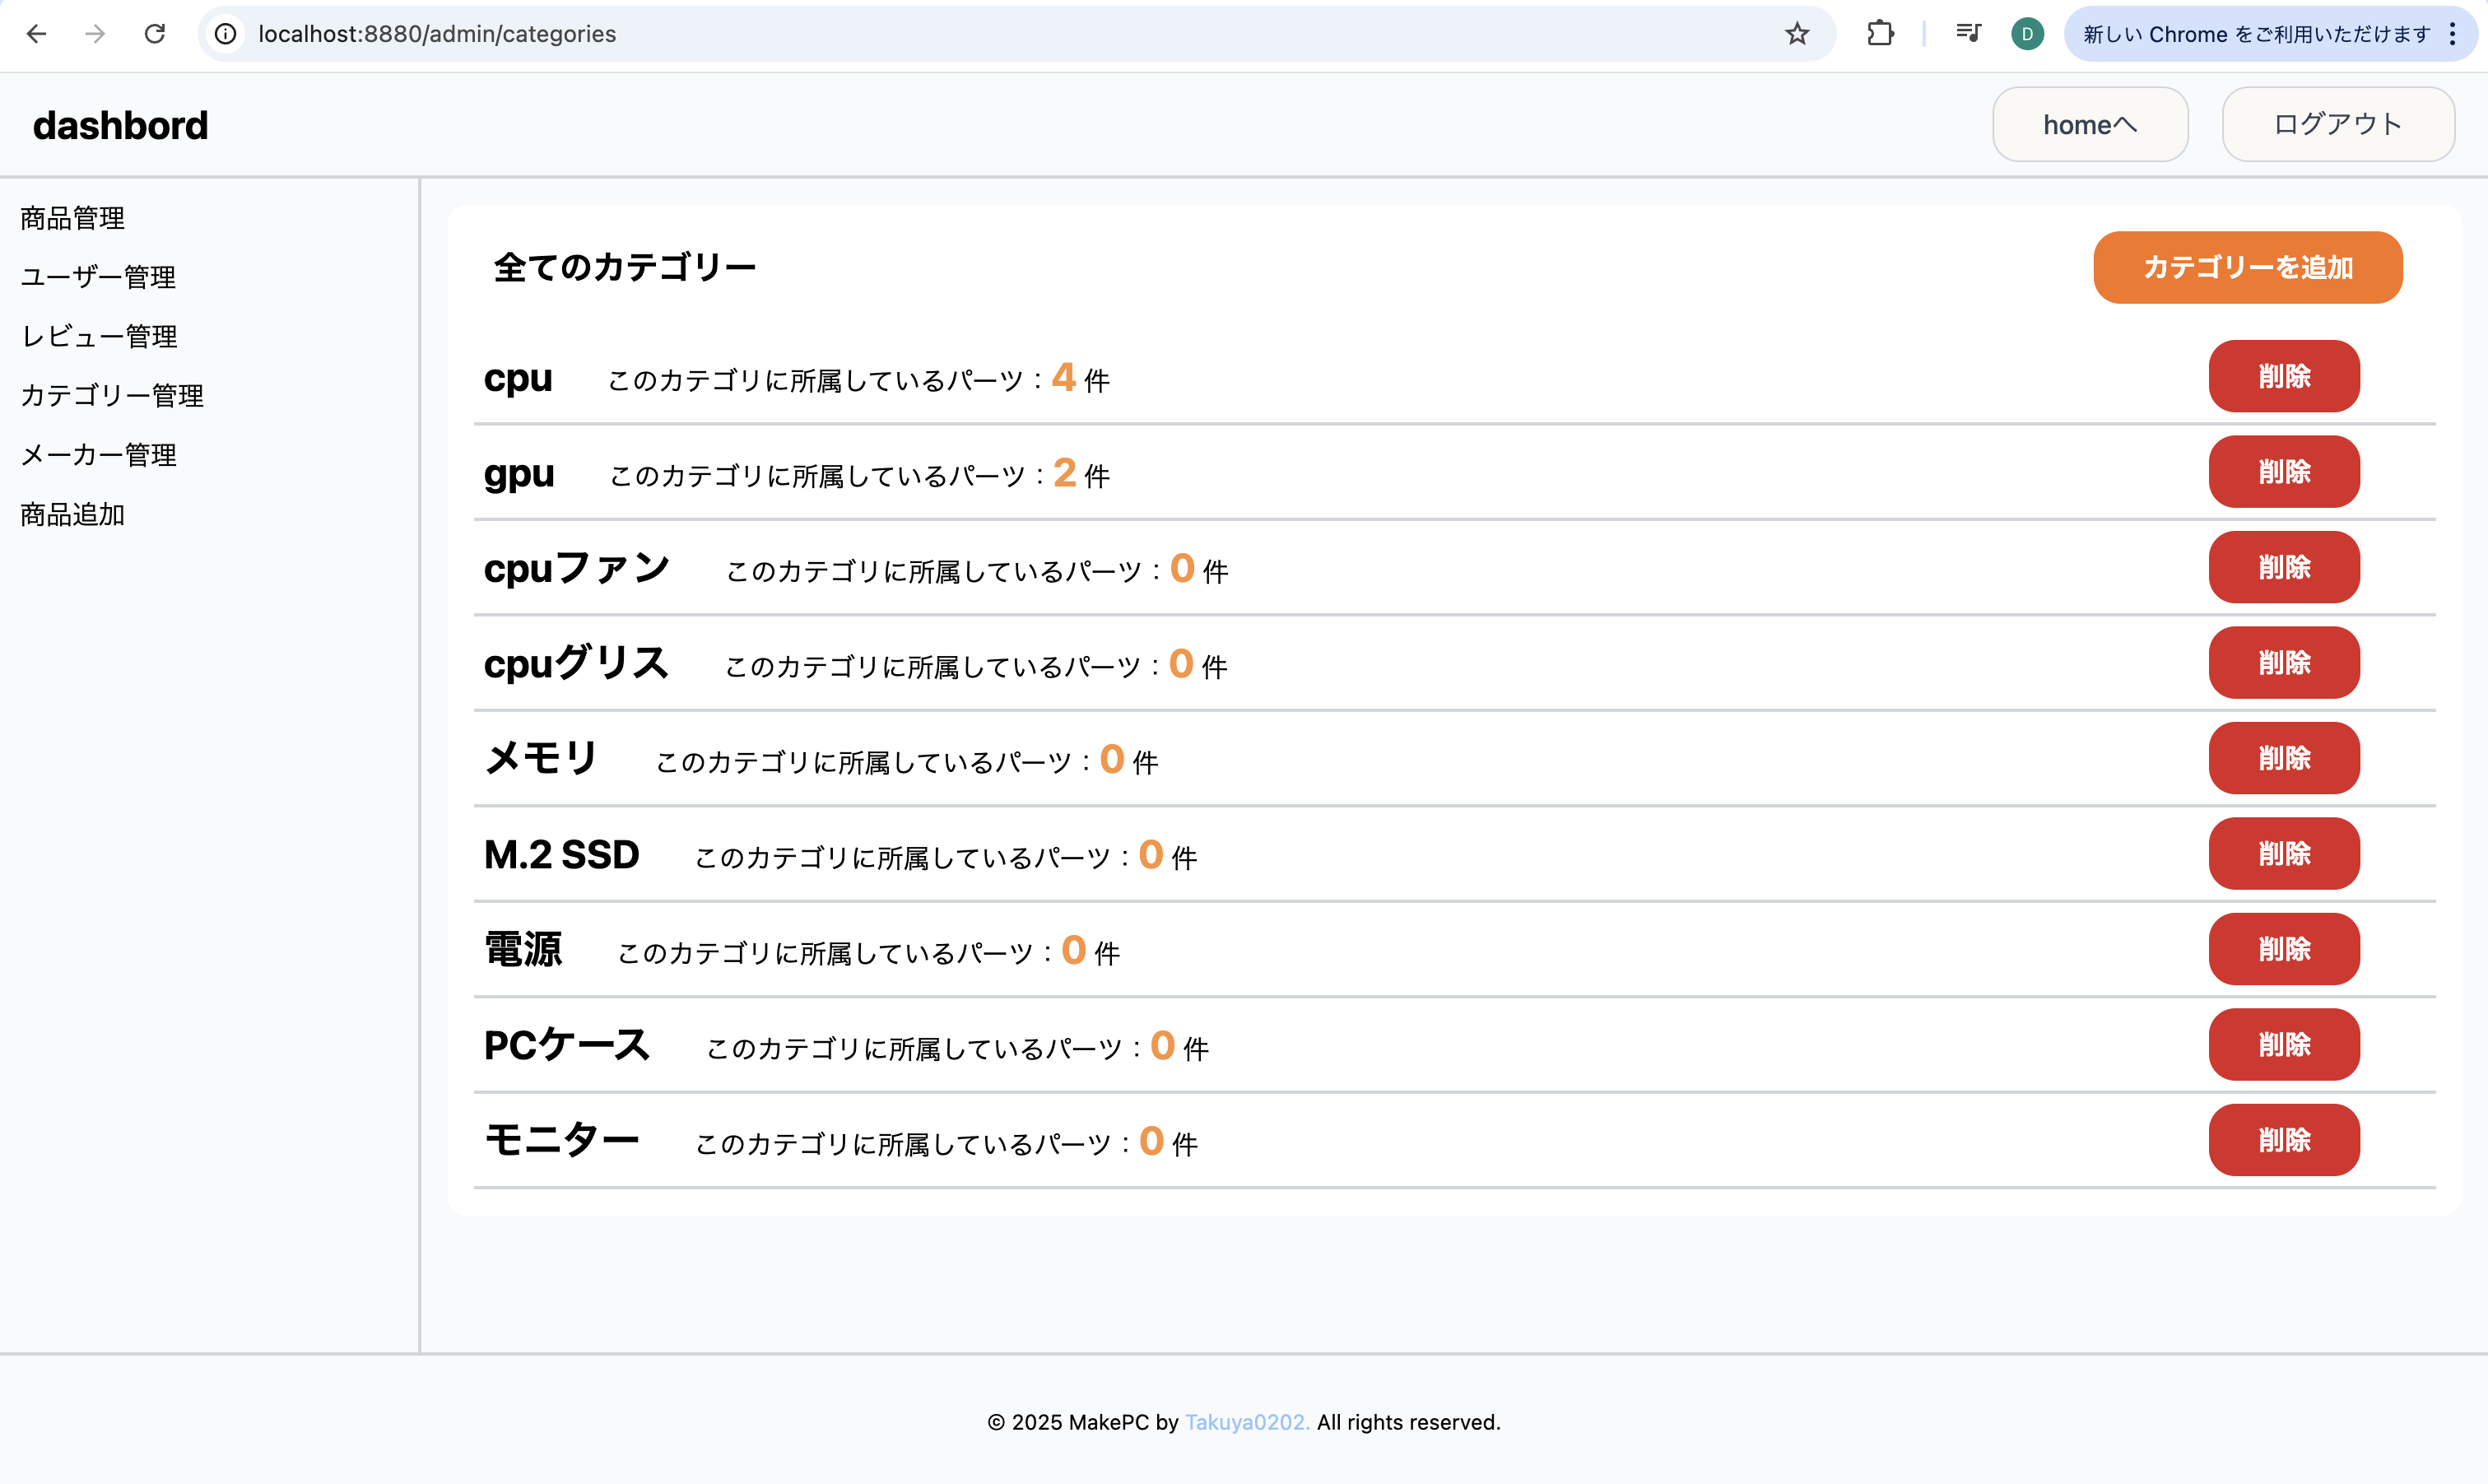 localhost:8880/admin/categories
D
新しい Chrome をご利用いただけます
dashbord
homeへ
ログアウト
商品管理
ユーザー管理
レビュー管理
カテゴリー管理
メーカー管理
商品追加
全てのカテゴリー
カテゴリーを追加
cpu このカテゴリに所属しているパーツ：4 件 削除
gpu このカテゴリに所属しているパーツ：2 件 削除
cpuファン このカテゴリに所属しているパーツ：0 件 削除
cpuグリス このカテゴリに所属しているパーツ：0 件 削除
メモリ このカテゴリに所属しているパーツ：0 件 削除
M.2 SSD このカテゴリに所属しているパーツ：0 件 削除
電源 このカテゴリに所属しているパーツ：0 件 削除
PCケース このカテゴリに所属しているパーツ：0 件 削除
モニター このカテゴリに所属しているパーツ：0 件 削除
© 2025 MakePC by Takuya0202. All rights reserved.